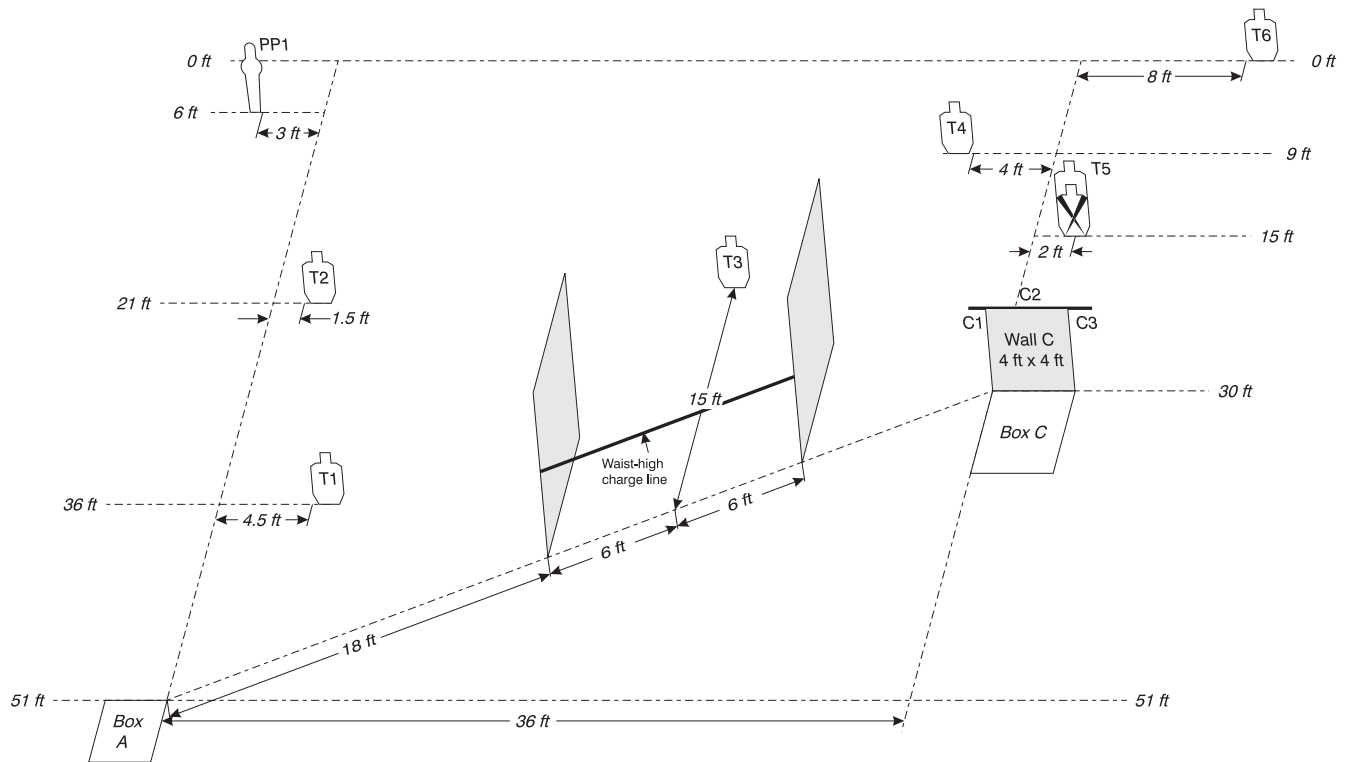 PP1
T6
0 ft
0 ft
8 ft
6 ft
3 ft
T4
9 ft
4 ft
T5
T3
15 ft
2 ft
T2
21 ft
1.5 ft
C2
C1
C3
Wall C
4 ft x 4 ft
15 ft
30 ft
Box C
Waist-high
charge line
T1
36 ft
4.5 ft
6 ft
6 ft
18 ft
51 ft
51 ft
Box
A
36 ft